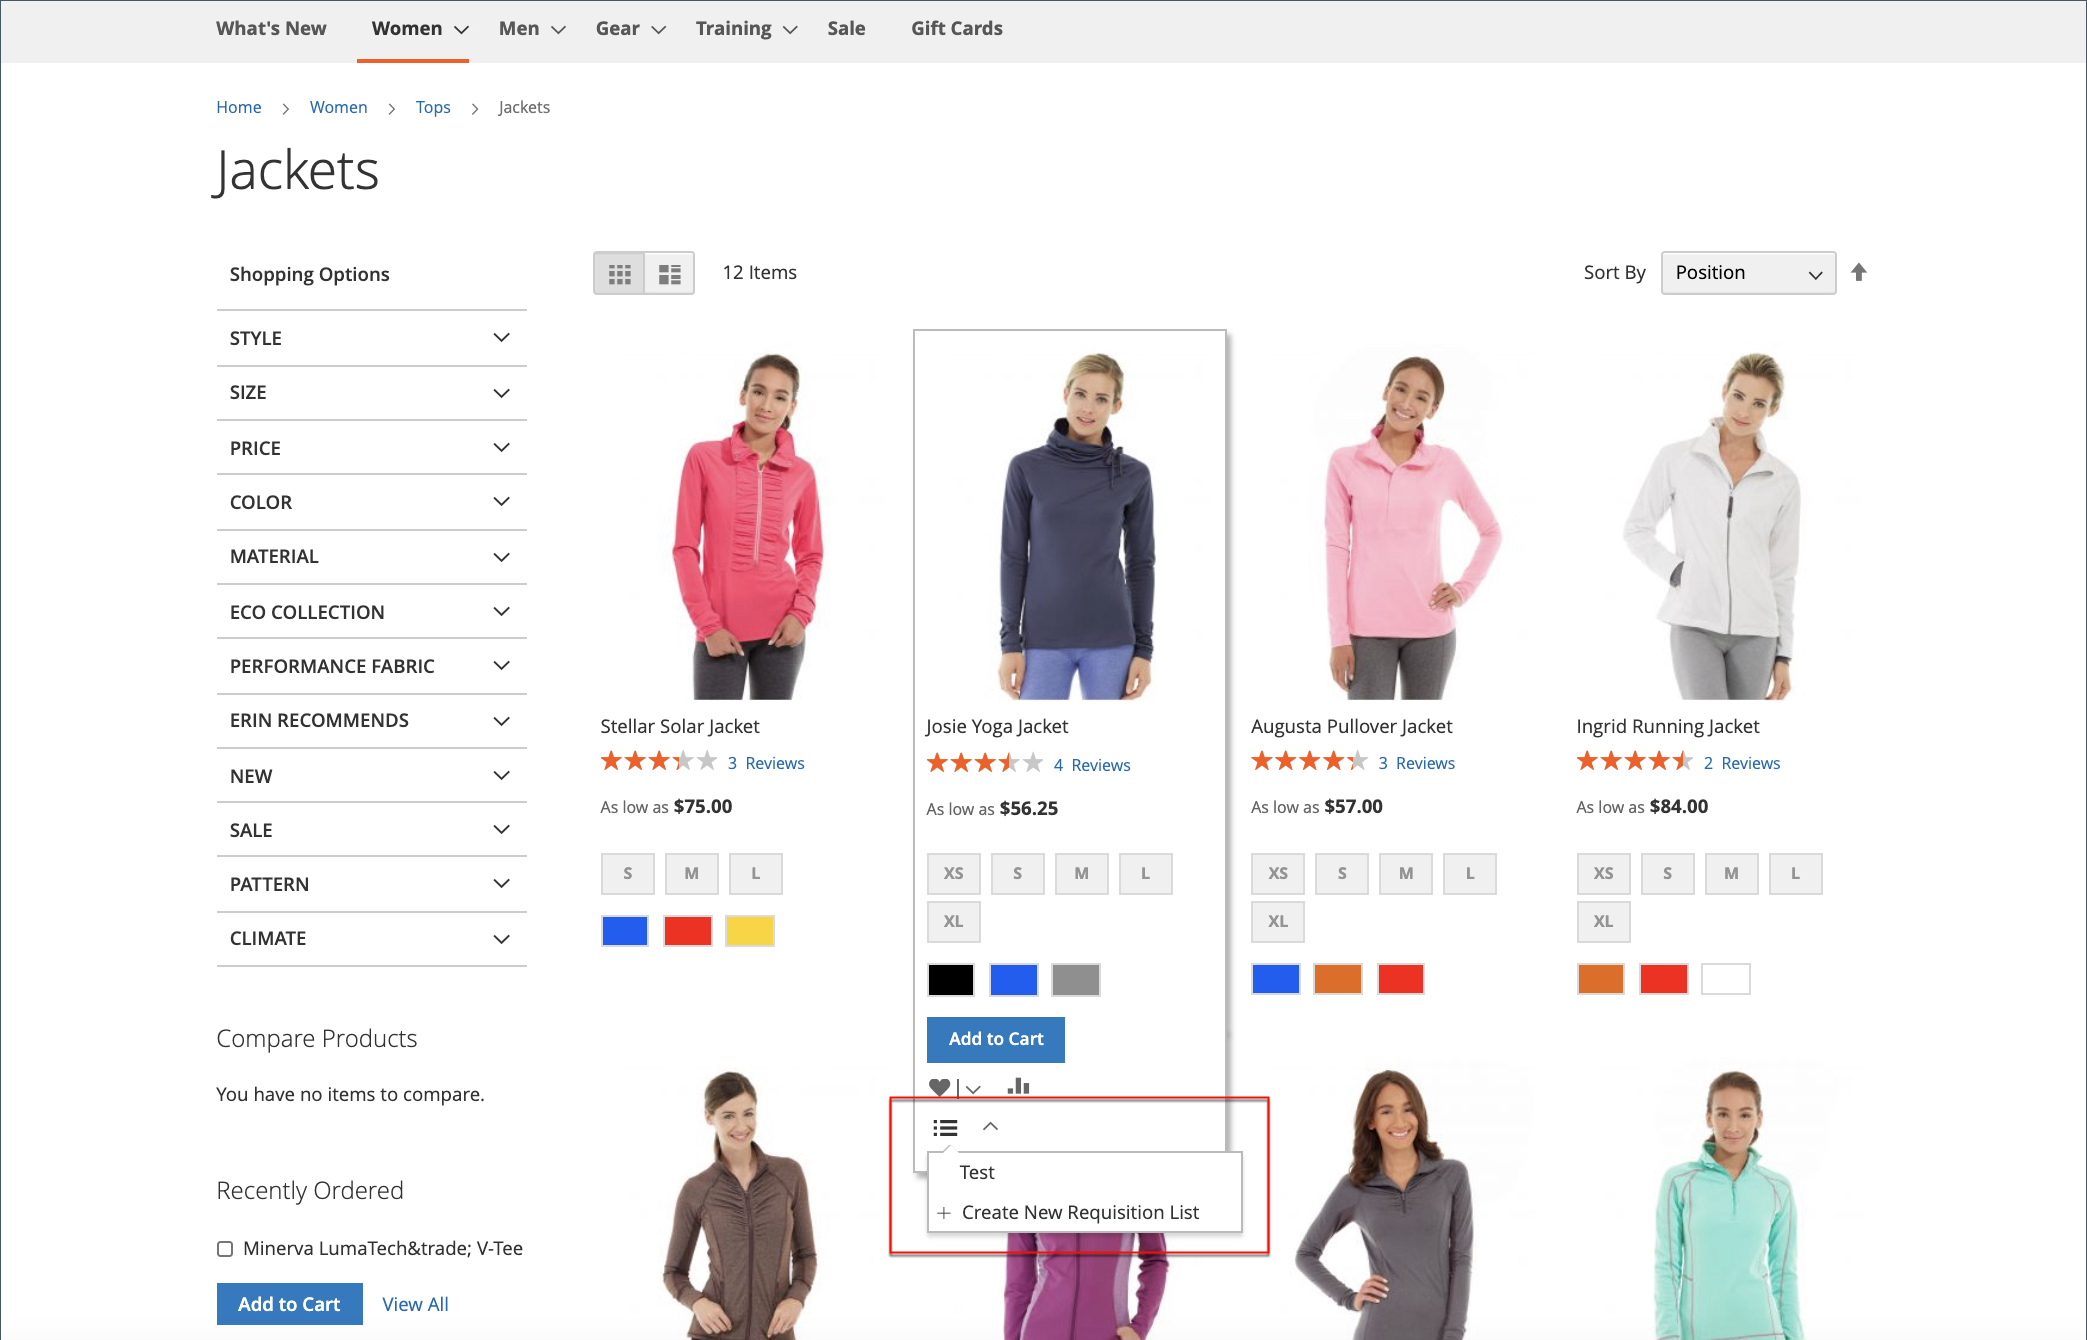 What's New Women Men Gear Training Sale Gift Cards
Home Women Tops Jackets
Jackets
Shopping Options
STYLE
SIZE
PRICE
COLOR
MATERIAL
ECO COLLECTION
PERFORMANCE FABRIC
ERIN RECOMMENDS
NEW
SALE
PATTERN
CLIMATE
Compare Products
You have no items to compare.
Recently Ordered
Minerva LumaTech&trade; V-Tee
Add to Cart View All
12 Items
Sort By Position
Stellar Solar Jacket
3 Reviews
As low as $75.00
S M L
Josie Yoga Jacket
4 Reviews
As low as $56.25
XS S M L
XL
Add to Cart
Test
+ Create New Requisition List
Augusta Pullover Jacket
3 Reviews
As low as $57.00
XS S M L
XL
Ingrid Running Jacket
2 Reviews
As low as $84.00
XS S M L
XL